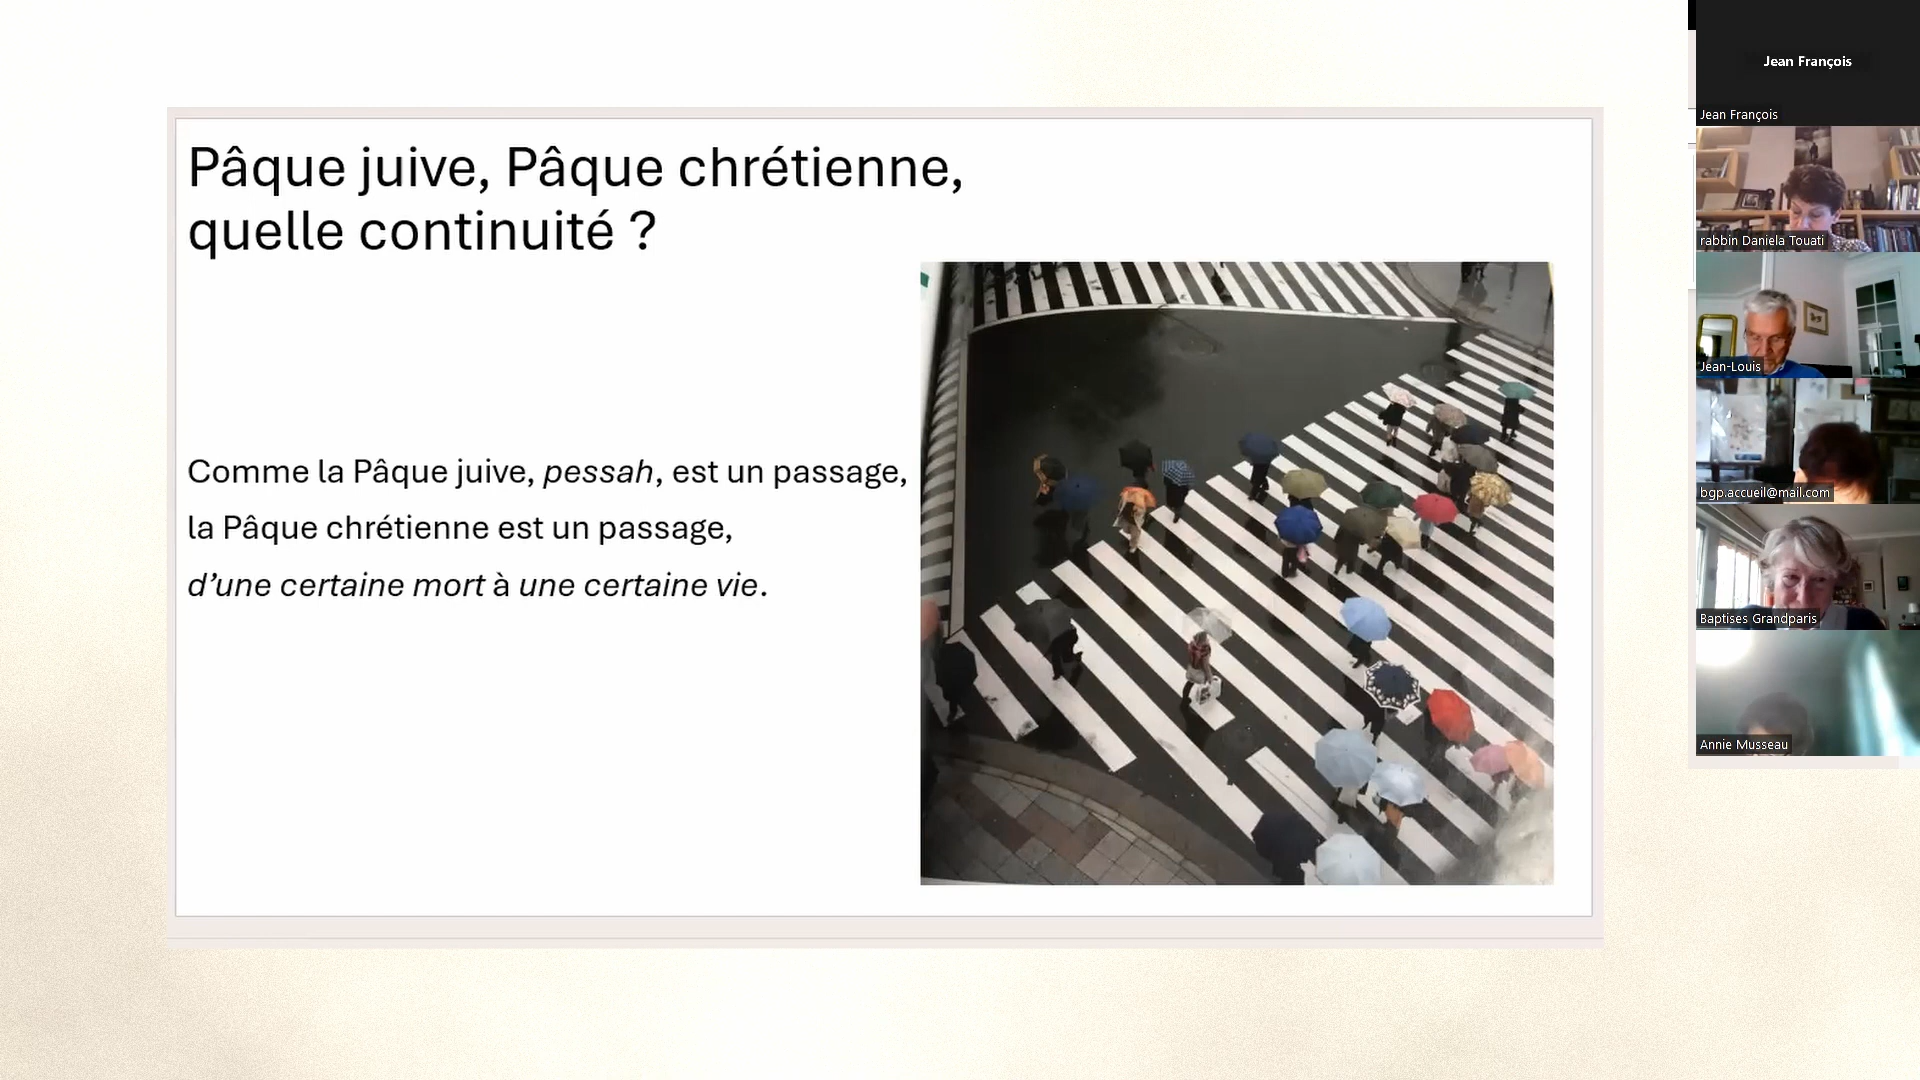 Pâque juive, Pâque chrétienne,
quelle continuité ?
Comme la Pâque juive, pessah, est un passage,
la Pâque chrétienne est un passage,
d’une certaine mort à une certaine vie.
Jean François
Jean François
rabbin Daniela Touati
Jean-Louis
bgp.accueil@mail.com
Baptises Grandparis
Annie Musseau